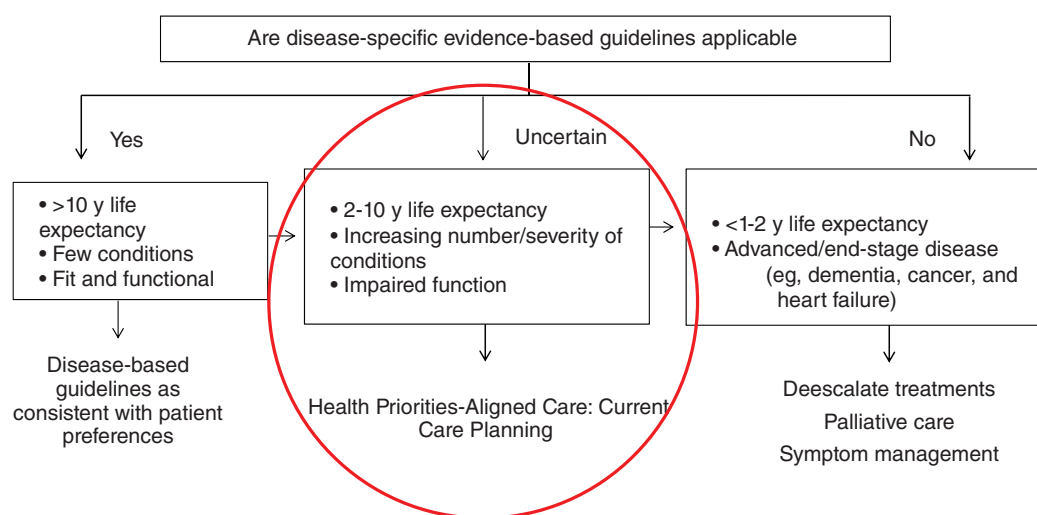 Are disease-specific evidence-based guidelines applicable
Yes
Uncertain
No
• >10 y life
expectancy
• Few conditions
• Fit and functional
• 2-10 y life expectancy
• Increasing number/severity of
conditions
• Impaired function
• <1-2 y life expectancy
• Advanced/end-stage disease
(eg, dementia, cancer, and
heart failure)
Disease-based
guidelines as
consistent with patient
preferences
Health Priorities-Aligned Care: Current
Care Planning
Deescalate treatments
Palliative care
Symptom management